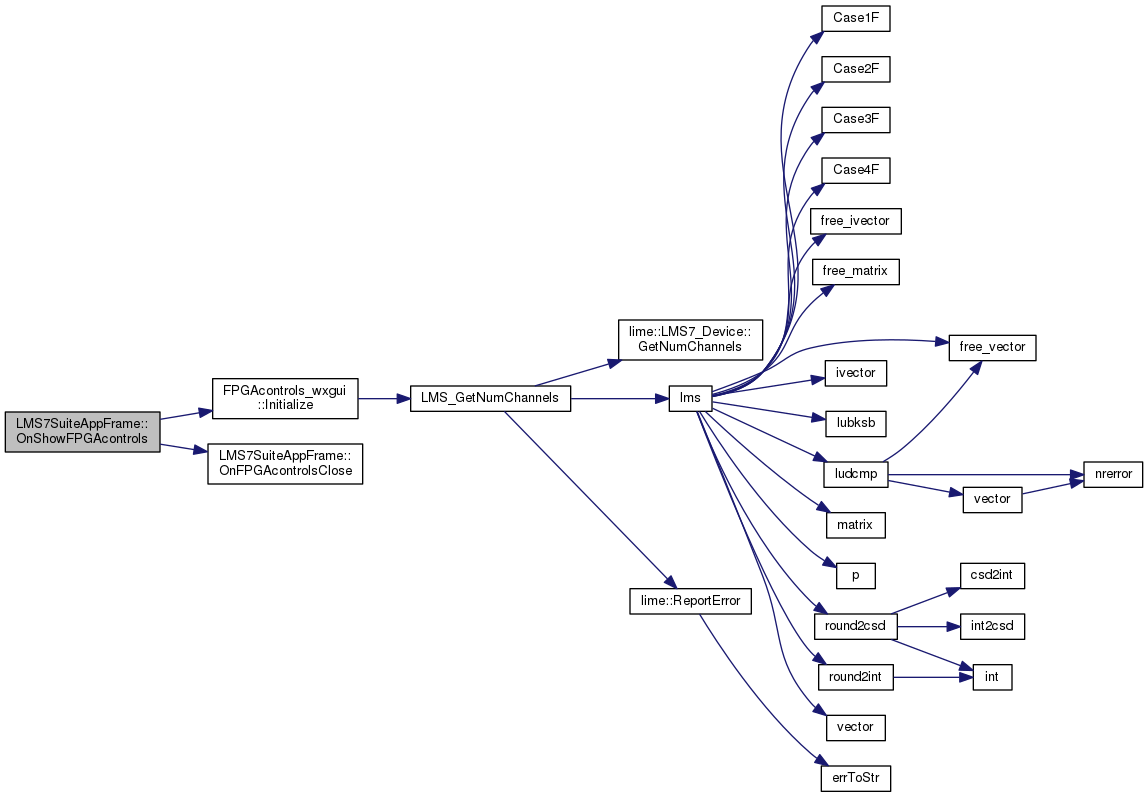 Case1F
Case2F
Case3F
Case4F
free_ivector
free_matrix
lime::LMS7_Device::
GetNumChannels
free_vector
ivector
FPGAcontrols_wxgui
::Initialize
LMS_GetNumChannels
lms
LMS7SuiteAppFrame::
OnShowFPGAcontrols
lubksb
LMS7SuiteAppFrame::
OnFPGAcontrolsClose
ludcmp
nrerror
vector
matrix
p
csd2int
lime::ReportError
round2csd
int2csd
round2int
int
vector
errToStr